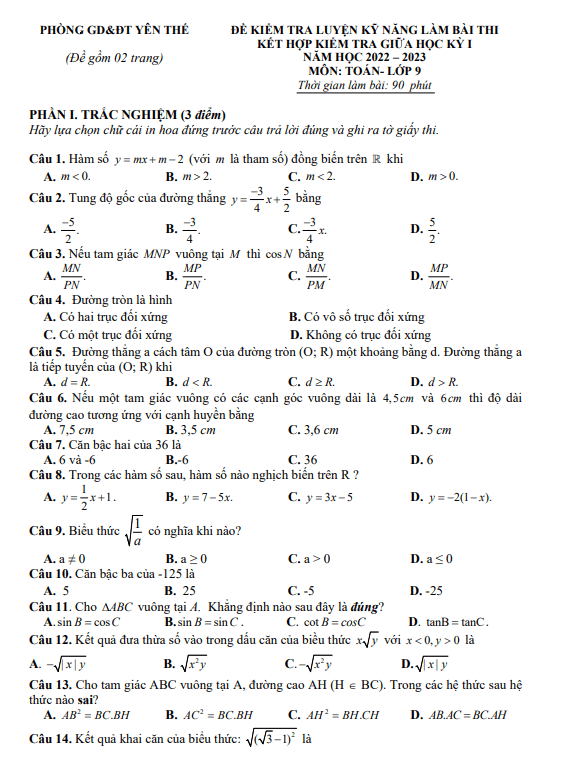 PHÒNG GD&ĐT YÊN THẾ
(Đề gồm 02 trang)
ĐỀ KIỂM TRA LUYỆN KỸ NĂNG LÀM BÀI THI
KẾT HỢP KIỂM TRA GIỮA HỌC KỲ I
NĂM HỌC 2022 – 2023
MÔN: TOÁN- LỚP 9
Thời gian làm bài: 90 phút
PHẦN I. TRẮC NGHIỆM (3 điểm)
Hãy lựa chọn chữ cái in hoa đứng trước câu trả lời đúng và ghi ra tờ giấy thi.
Câu 1. Hàm số y = mx + m − 2 (với m là tham số) đồng biến trên ℝ khi
A. m < 0. B. m > 2. C. m < 2. D. m > 0.
Câu 2. Tung độ gốc của đường thẳng y = \frac{-3}{4}x + \frac{5}{2} bằng
A. \frac{-5}{2}. B. \frac{-3}{4}. C. \frac{-3}{4}x. D. \frac{5}{2}.
Câu 3. Nếu tam giác MNP vuông tại M thì cos N bằng
A. \frac{MN}{PN}. B. \frac{MP}{PN}. C. \frac{MN}{PM}. D. \frac{MP}{MN}.
Câu 4. Đường tròn là hình
A. Có hai trục đối xứng B. Có vô số trục đối xứng
C. Có một trục đối xứng D. Không có trục đối xứng
Câu 5. Đường thẳng a cách tâm O của đường tròn (O; R) một khoảng bằng d. Đường thẳng a
là tiếp tuyến của (O; R) khi
A. d = R. B. d < R. C. d ≥ R. D. d > R.
Câu 6. Nếu một tam giác vuông có các cạnh góc vuông dài là 4,5cm và 6cm thì độ dài
đường cao tương ứng với cạnh huyền bằng
A. 7,5 cm B. 3,5 cm C. 3,6 cm D. 5 cm
Câu 7. Căn bậc hai của 36 là
A. 6 và -6 B.-6 C. 36 D. 6
Câu 8. Trong các hàm số sau, hàm số nào nghịch biến trên R ?
A. y = \frac{1}{2}x + 1. B. y = 7 − 5x. C. y = 3x − 5 D. y = −2(1 − x).
Câu 9. Biểu thức \sqrt{\frac{1}{a}} có nghĩa khi nào?
A. a ≠ 0 B. a ≥ 0 C. a > 0 D. a ≤ 0
Câu 10. Căn bậc ba của -125 là
A. 5 B. 25 C. -5 D. -25
Câu 11. Cho ΔABC vuông tại A. Khẳng định nào sau đây là đúng?
A. sin B = cos C B. sin B = sin C . C. cot B = cosC D. tanB = tanC .
Câu 12. Kết quả đưa thừa số vào trong dấu căn của biểu thức x\sqrt{y} với x < 0, y > 0 là
A. −\sqrt{|x| y} B. \sqrt{x²y} C. −\sqrt{x²y} D. \sqrt{|x| y}
Câu 13. Cho tam giác ABC vuông tại A, đường cao AH (H ∈ BC). Trong các hệ thức sau hệ
thức nào sai?
A. AB² = BC.BH B. AC² = BC.BH C. AH² = BH.CH D. AB.AC = BC.AH
Câu 14. Kết quả khai căn của biểu thức: \sqrt{(\sqrt{3} − 1)²} là